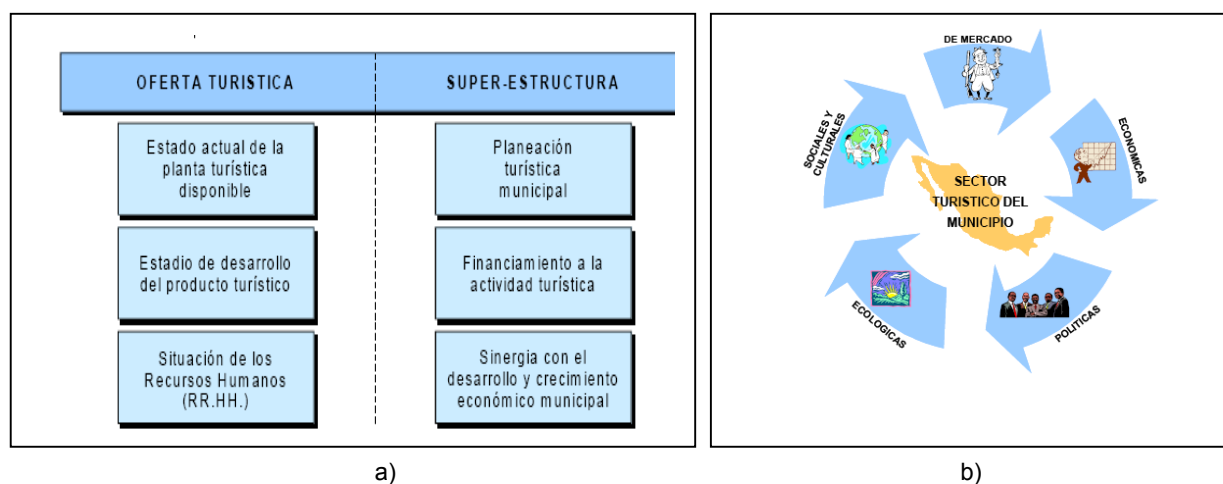 OFERTA TURISTICA
SUPER-ESTRUCTURA
Estado actual de la
planta turística
disponible
Planeación
turística
municipal
Estadio de desarrollo
del producto turístico
Financiamiento a la
actividad turística
Situación de los
Recursos Humanos
(RR.HH.)
Sinergia con el
desarrollo y crecimiento
económico municipal
a)
DE MERCADO
ECONOMICAS
POLITICAS
ECOLOGICAS
SOCIALES Y
CULTURALES
SECTOR
TURISTICO DEL
MUNICIPIO
b)